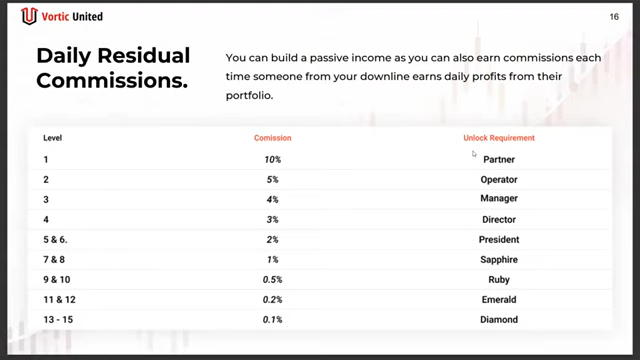 Vortic United
16
Daily Residual
Commissions.
You can build a passive income as you can also earn commissions each
time someone from your downline earns daily profits from their
portfolio.
Level Comission Unlock Requirement
1 10% Partner
2 5% Operator
3 4% Manager
4 3% Director
5 & 6. 2% President
7 & 8 1% Sapphire
9 & 10 0.5% Ruby
11 & 12 0.2% Emerald
13 - 15 0.1% Diamond